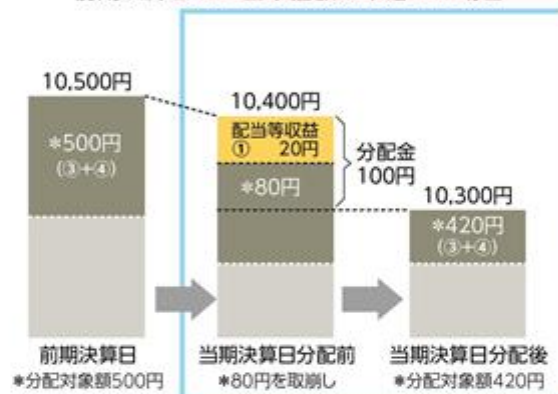 10,500円
*500円
(③+④)
10,400円
配当等収益
① 20円
*80円
分配金
100円
10,300円
*420円
(③+④)
前期決算日
*分配対象額500円
当期決算日分配前
*80円を取崩し
当期決算日分配後
*分配対象額420円